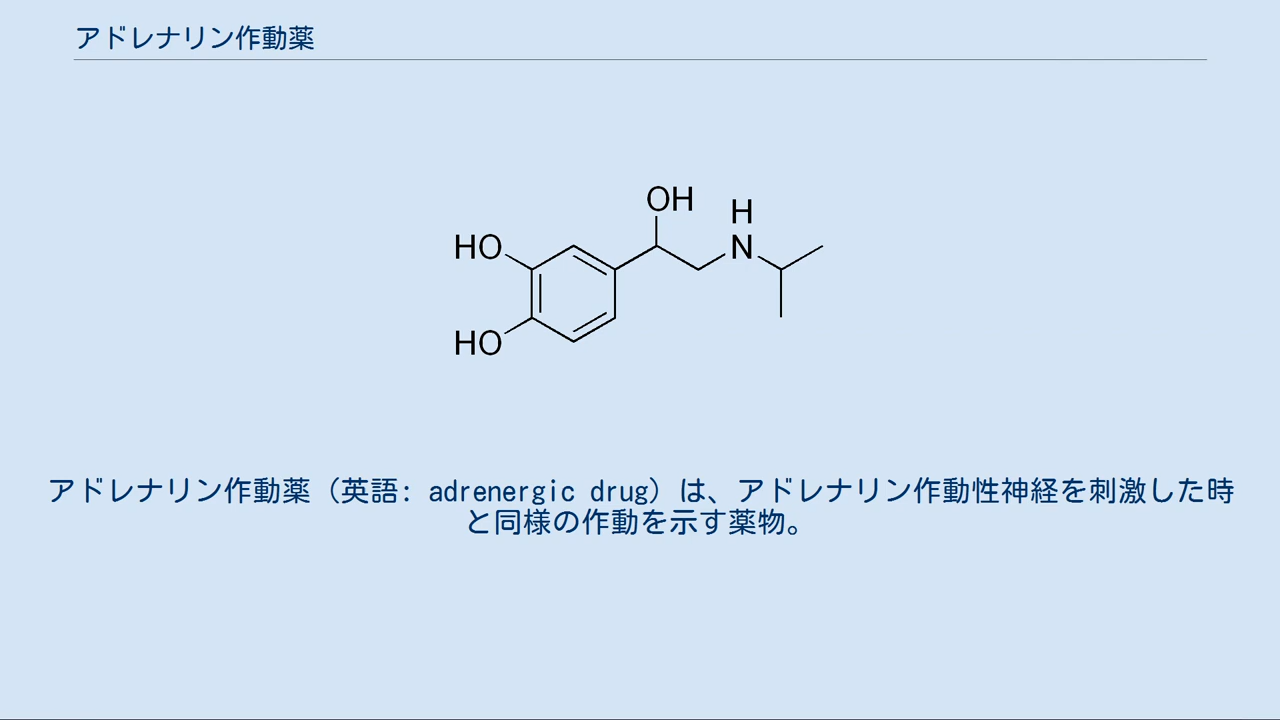 アドレナリン作動薬
OH
H
HO
N
HO
アドレナリン作動薬（英語: adrenergic drug）は、アドレナリン作動性神経を刺激した時
と同様の作動を示す薬物。